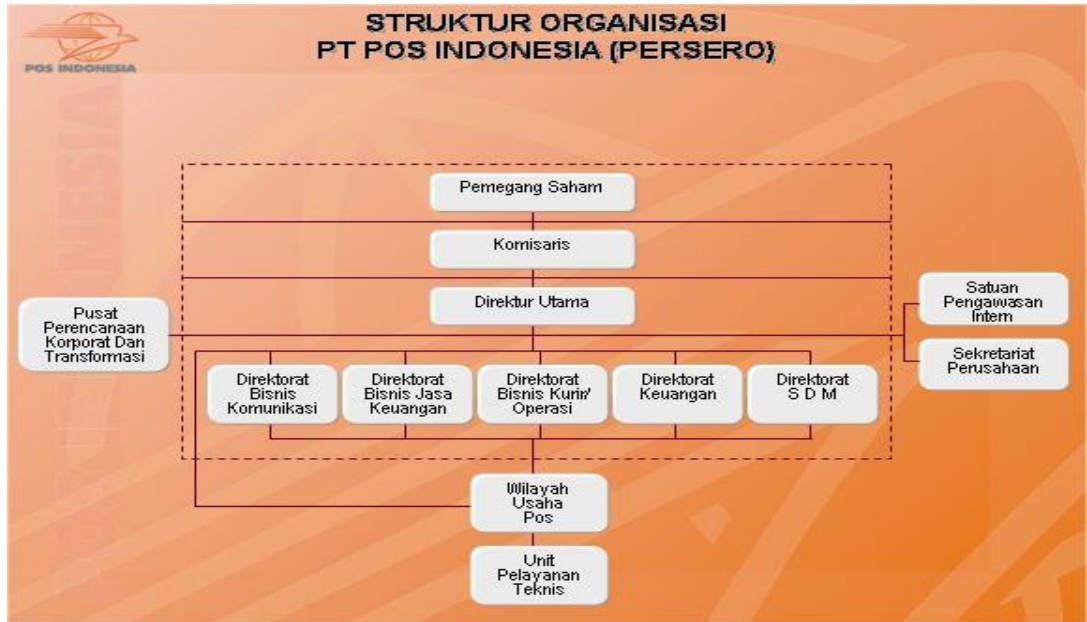 STRUKTUR ORGANISASI
PT POS INDONESIA (PERSERO)
POS INDONESIA
Pemegang Saham
Komisaris
Direktur Utama
Pusat
Perencanaan
Korporat Dan
Transformasi
Satuan
Pengawasan
Intern
Sekretariat
Perusahaan
Direktorat
Bisnis
Komunikasi
Direktorat
Bisnis Jasa
Keuangan
Direktorat
Bisnis Kurir/
Operasi
Direktorat
Keuangan
Direktorat
S D M
Wilayah
Usaha
Pos
Unit
Pelayanan
Teknis
POS INDONESIA